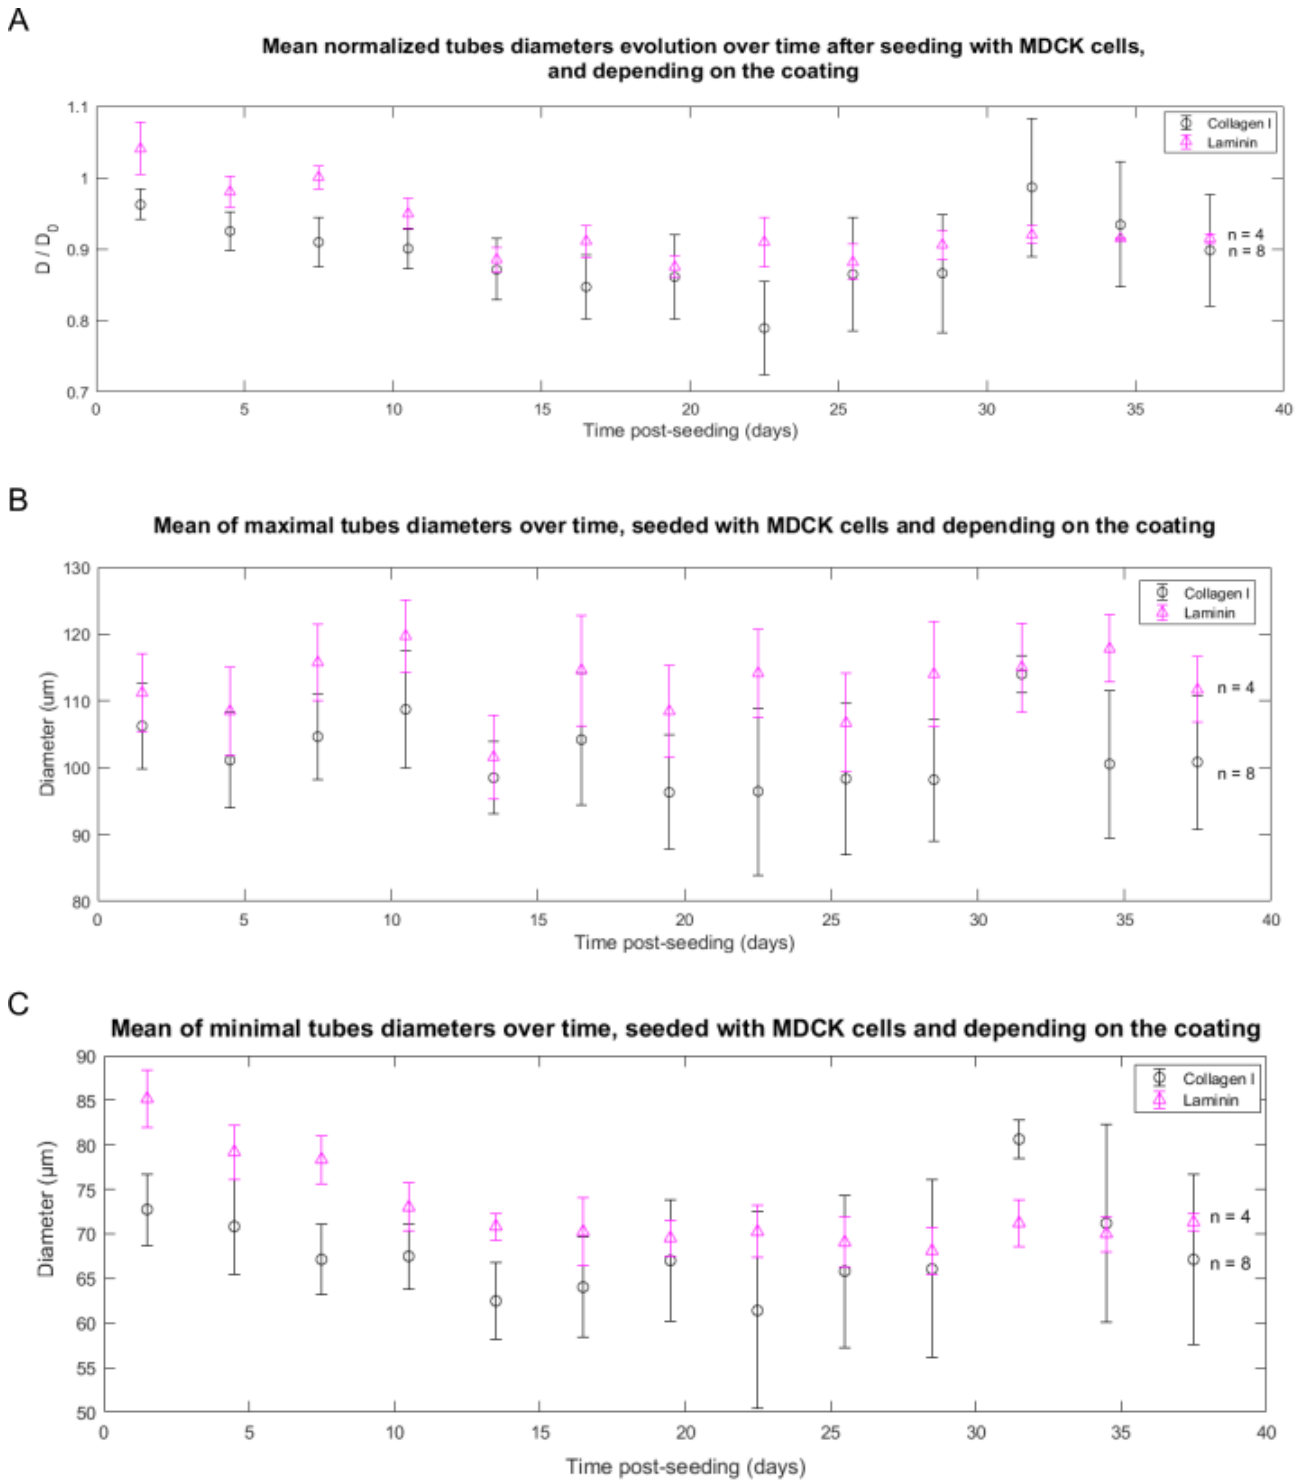 A
Mean normalized tubes diameters evolution over time after seeding with MDCK cells,
and depending on the coating
1.1
1
0.9
0.8
0.7
D / D0
Collagen I
Laminin
n = 4
n = 8
0 5 10 15 20 25 30 35 40
Time post-seeding (days)
B
Mean of maximal tubes diameters over time, seeded with MDCK cells and depending on the coating
130
120
110
100
90
80
Diameter (um)
Collagen I
Laminin
n = 4
n = 8
0 5 10 15 20 25 30 35 40
Time post-seeding (days)
C
Mean of minimal tubes diameters over time, seeded with MDCK cells and depending on the coating
90
85
80
75
70
65
60
55
50
Diameter (μm)
Collagen I
Laminin
n = 4
n = 8
0 5 10 15 20 25 30 35 40
Time post-seeding (days)